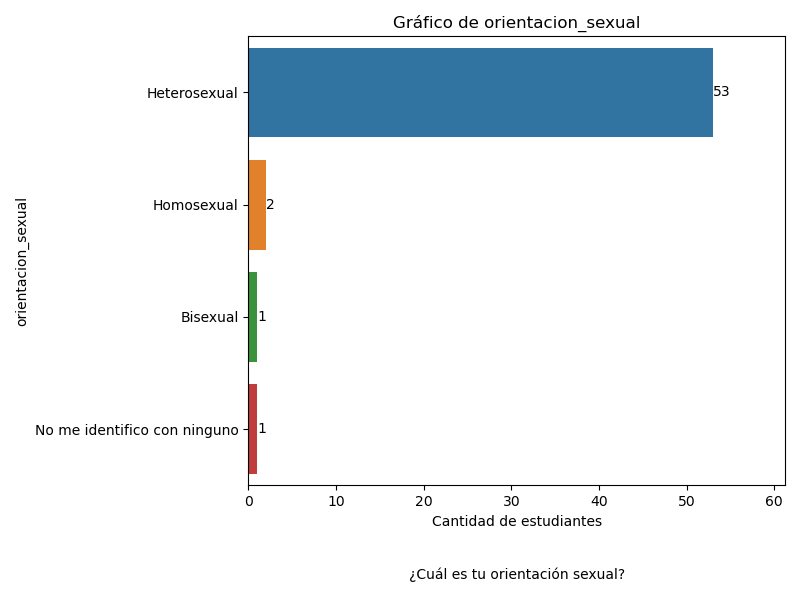 Gráfico de orientacion_sexual
orientacion_sexual
Heterosexual
53
Homosexual
2
Bisexual
1
No me identifico con ninguno
1
0 10 20 30 40 50 60
Cantidad de estudiantes
¿Cuál es tu orientación sexual?